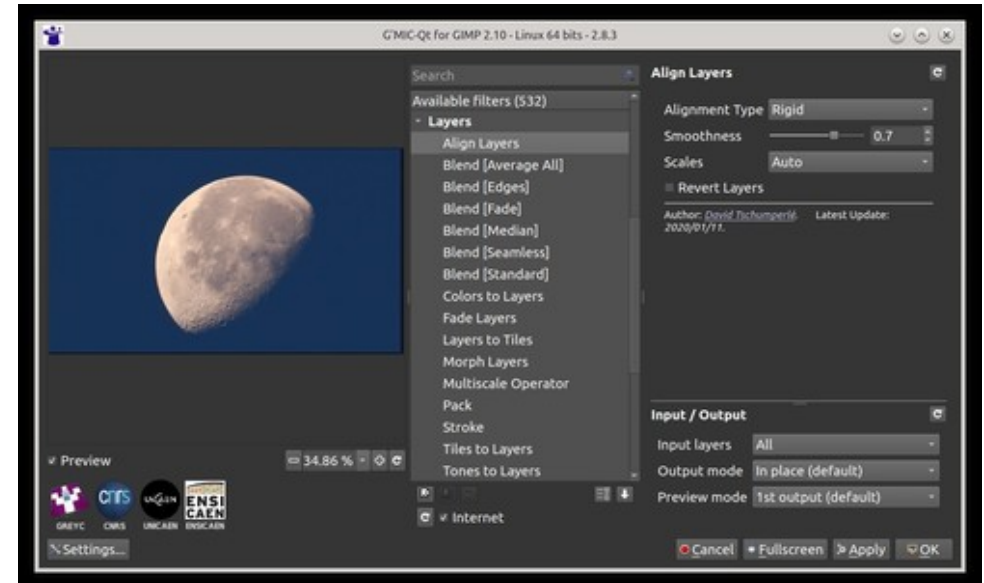 G'MIC-Qt for GIMP 2.10 - Linux 64 bits - 2.8.3
Search
Available filters (532)
Layers
Align Layers
Blend [Average All]
Blend [Edges]
Blend [Fade]
Blend [Median]
Blend [Seamless]
Blend [Standard]
Colors to Layers
Fade Layers
Layers to Tiles
Morph Layers
Multiscale Operator
Pack
Stroke
Tiles to Layers
Tones to Layers
Internet
Align Layers
Alignment Type Rigid
Smoothness 0.7
Scales Auto
Revert Layers
Author: David Tschumperlé. Latest Update:
2020/01/11.
Input / Output
Input layers All
Output mode In place (default)
Preview mode 1st output (default)
Preview 34.86 %
cnrs UNICAEN ENSI
CAEN
GREYC CNRS UNICAEN ENSICAEN
Settings...
Cancel Fullscreen Apply OK